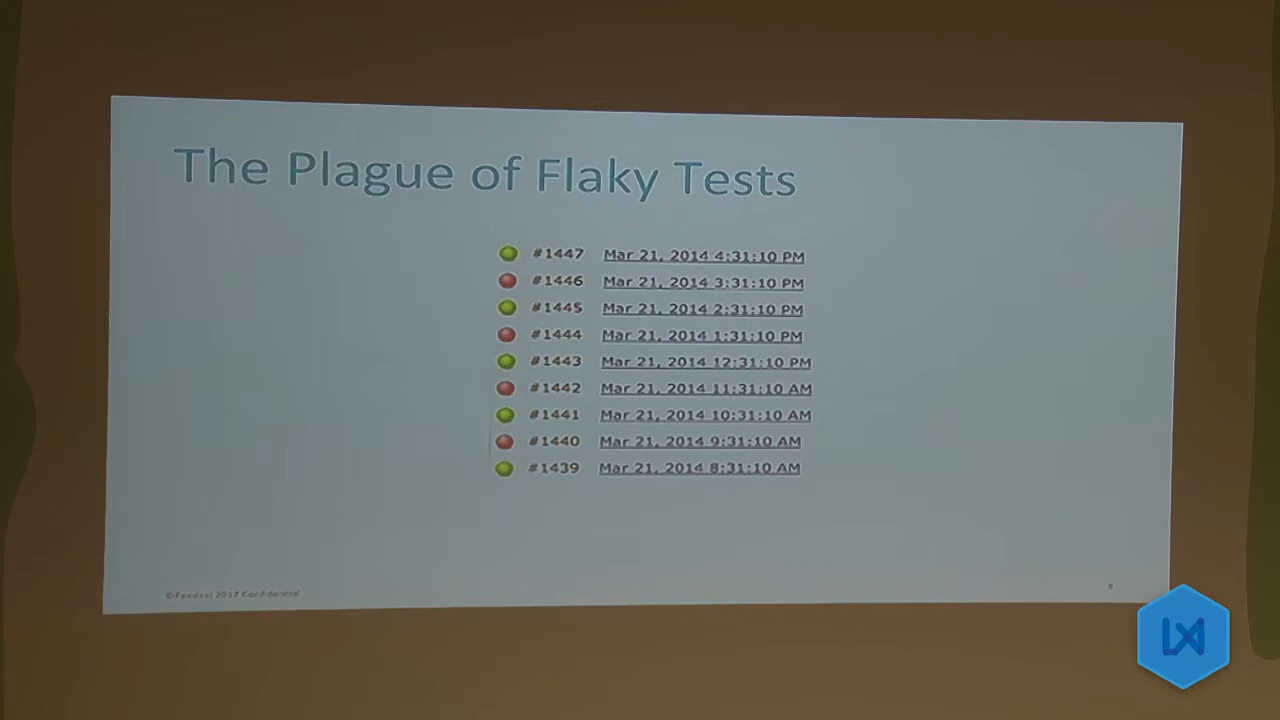 The Plague of Flaky Tests
#1447 Mar 21, 2014 4:31:10 PM
#1446 Mar 21, 2014 3:31:10 PM
#1445 Mar 21, 2014 2:31:10 PM
#1444 Mar 21, 2014 1:31:10 PM
#1443 Mar 21, 2014 12:31:10 PM
#1442 Mar 21, 2014 11:31:10 AM
#1441 Mar 21, 2014 10:31:10 AM
#1440 Mar 21, 2014 9:31:10 AM
#1439 Mar 21, 2014 8:31:10 AM
© Feedzai 2017 Confidential
LX